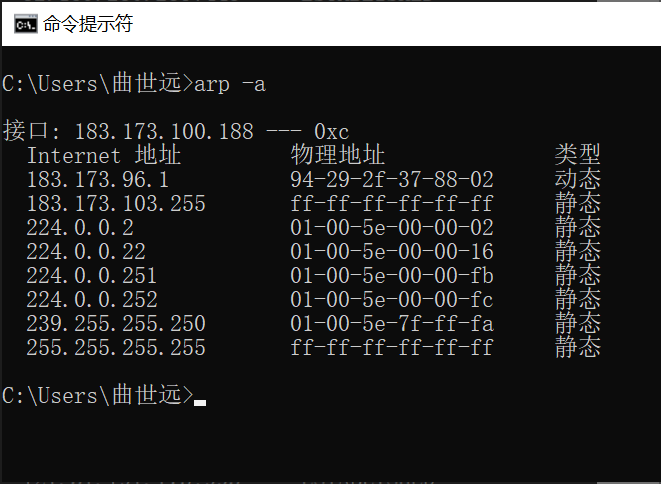 命令提示符
C:\Users\曲世远>arp -a
接口: 183.173.100.188 --- 0xc
Internet 地址 物理地址 类型
183.173.96.1 94-29-2f-37-88-02 动态
183.173.103.255 ff-ff-ff-ff-ff-ff 静态
224.0.0.2 01-00-5e-00-00-02 静态
224.0.0.22 01-00-5e-00-00-16 静态
224.0.0.251 01-00-5e-00-00-fb 静态
224.0.0.252 01-00-5e-00-00-fc 静态
239.255.255.250 01-00-5e-7f-ff-fa 静态
255.255.255.255 ff-ff-ff-ff-ff-ff 静态
C:\Users\曲世远>